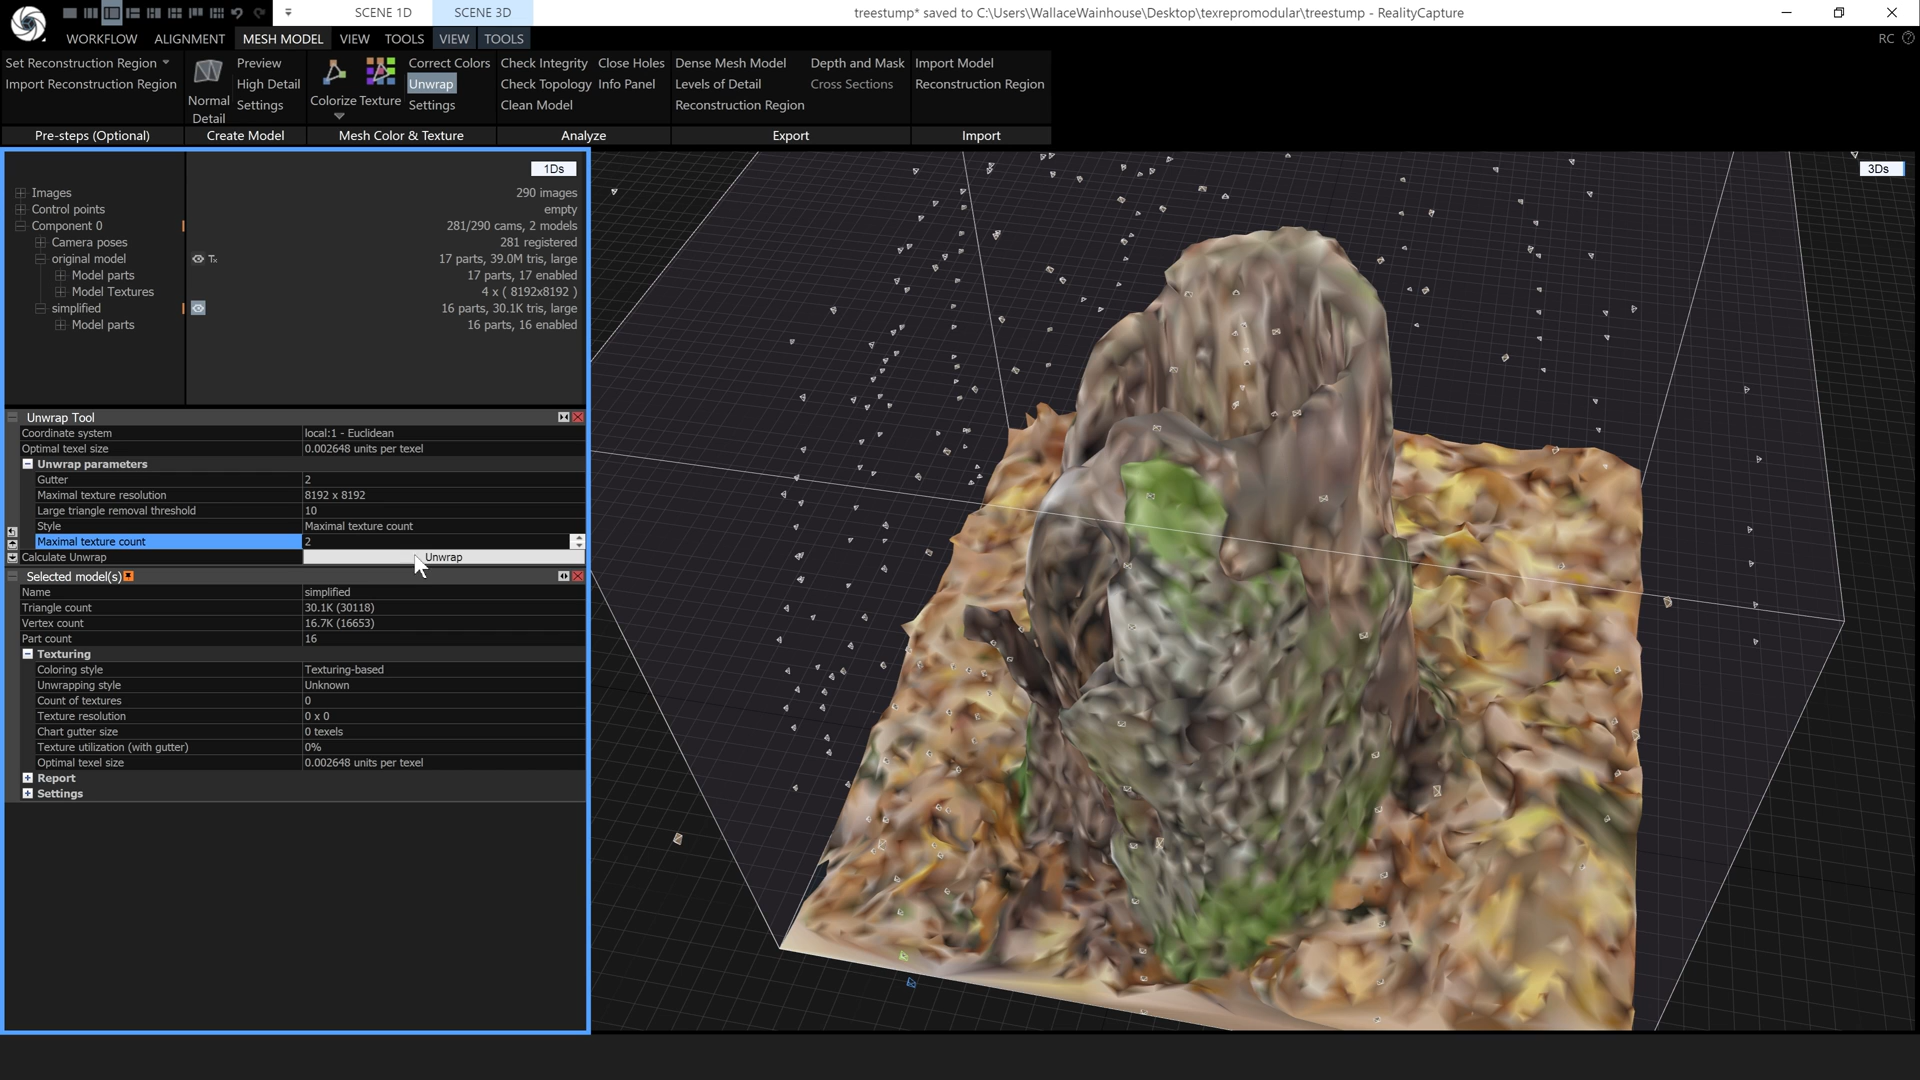 SCENE 1D
SCENE 3D
treestump* saved to C:\Users\WallaceWainhouse\Desktop\texrepromodular\treestump - RealityCapture
WORKFLOW
ALIGNMENT
MESH MODEL
VIEW
TOOLS
VIEW
TOOLS
RC
Set Reconstruction Region
Import Reconstruction Region
Pre-steps (Optional)
Normal
Detail
Preview
High Detail
Settings
Create Model
Colorize
Texture
Correct Colors
Unwrap
Settings
Mesh Color & Texture
Check Integrity
Close Holes
Check Topology
Info Panel
Clean Model
Analyze
Dense Mesh Model
Depth and Mask
Levels of Detail
Cross Sections
Reconstruction Region
Export
Import Model
Reconstruction Region
Import
1Ds
Images 290 images
Control points empty
Component 0 281/290 cams, 2 models
Camera poses 281 registered
original model Tx 17 parts, 39.0M tris, large
Model parts 17 parts, 17 enabled
Model Textures 4 x ( 8192x8192 )
simplified 16 parts, 30.1K tris, large
Model parts 16 parts, 16 enabled
Unwrap Tool
Coordinate system local:1 - Euclidean
Optimal texel size 0.002648 units per texel
Unwrap parameters
Gutter 2
Maximal texture resolution 8192 x 8192
Large triangle removal threshold 10
Style Maximal texture count
Maximal texture count 2
Calculate Unwrap Unwrap
Selected model(s)
Name simplified
Triangle count 30.1K (30118)
Vertex count 16.7K (16653)
Part count 16
Texturing
Coloring style Texturing-based
Unwrapping style Unknown
Count of textures 0
Texture resolution 0 x 0
Chart gutter size 0 texels
Texture utilization (with gutter) 0%
Optimal texel size 0.002648 units per texel
Report
Settings
3Ds